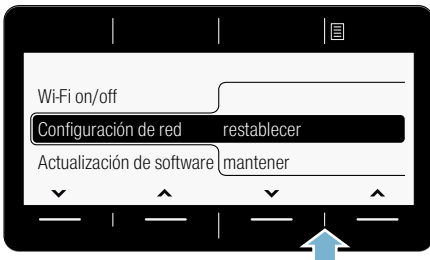 Wi-Fi on/off
Configuración de red restablecer
Actualización de software mantener